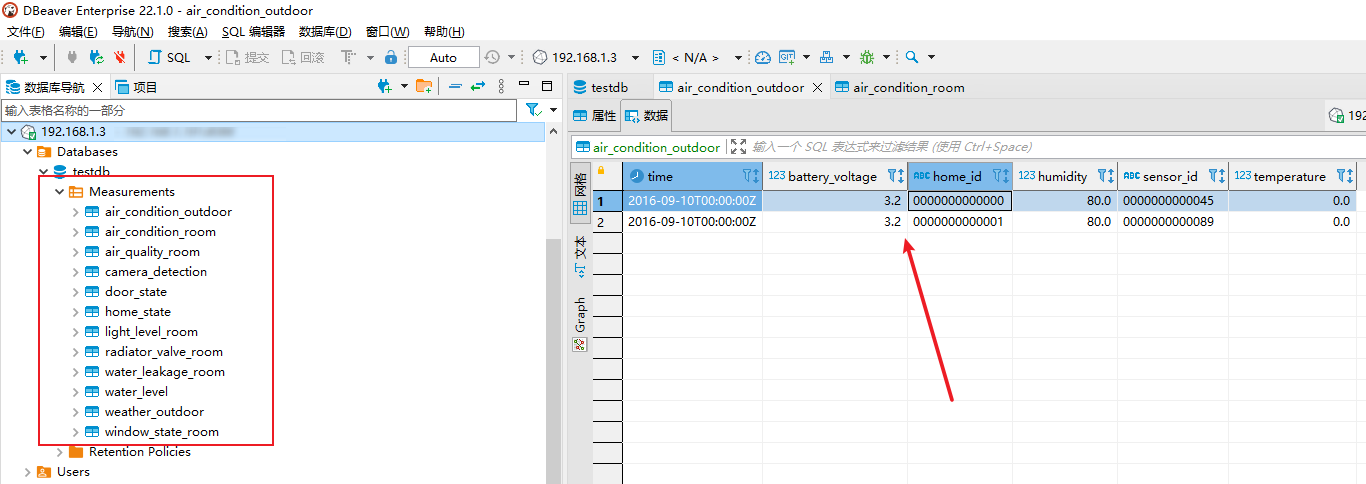 DBeaver Enterprise 22.1.0 - air_condition_outdoor
文件(F) 编辑(E) 导航(N) 搜索(A) SQL 编辑器 数据库(D) 窗口(W) 帮助(H)
SQL 提交 回滚 Auto 192.168.1.3 < N/A >
数据库导航 项目
输入表格名称的一部分
192.168.1.3
Databases
testdb
Measurements
air_condition_outdoor
air_condition_room
air_quality_room
camera_detection
door_state
home_state
light_level_room
radiator_valve_room
water_leakage_room
water_level
weather_outdoor
window_state_room
Retention Policies
Users
testdb air_condition_outdoor air_condition_room
属性 数据 192
air_condition_outdoor 输入一个 SQL 表达式来过滤结果 (使用 Ctrl+Space)
网格
文本
Graph
time 123 battery_voltage ABC home_id 123 humidity ABC sensor_id 123 temperature
1 2016-09-10T00:00:00Z 3.2 0000000000000 80.0 0000000000045 0.0
2 2016-09-10T00:00:00Z 3.2 0000000000001 80.0 0000000000089 0.0